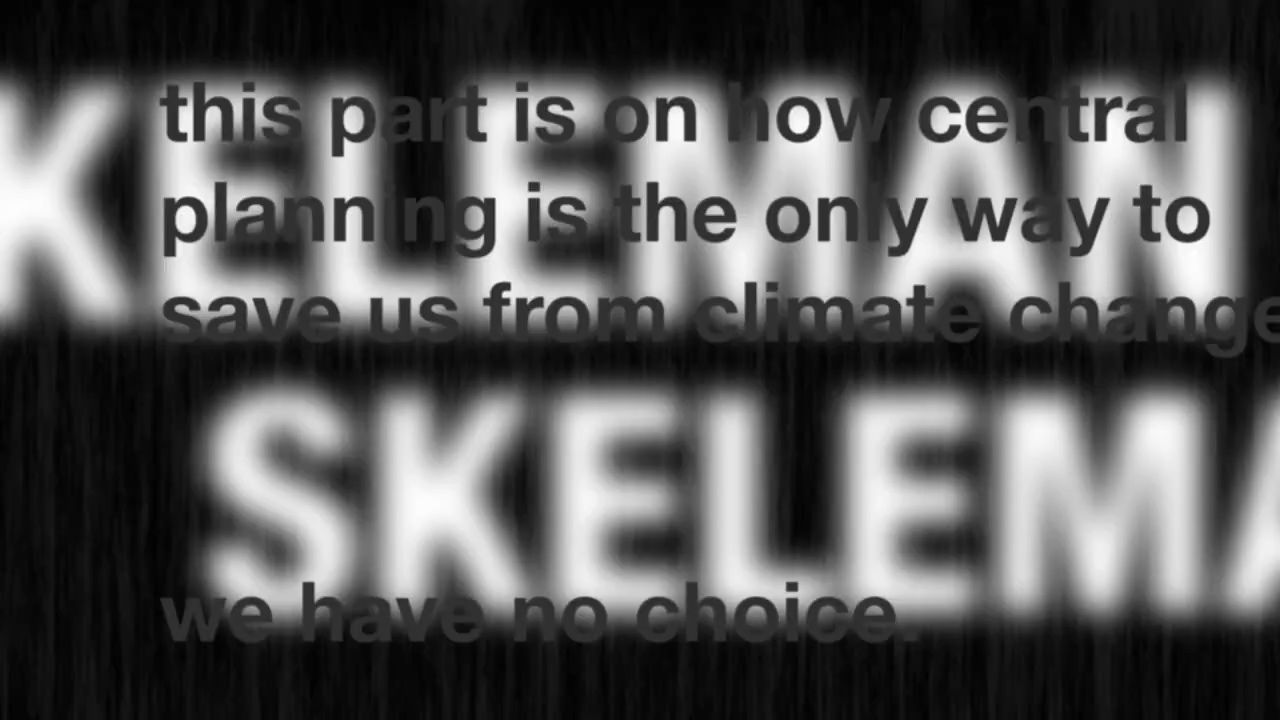 KELEMAN
this part is on how central
planning is the only way to
save us from climate change
SKELEMA
we have no choice.